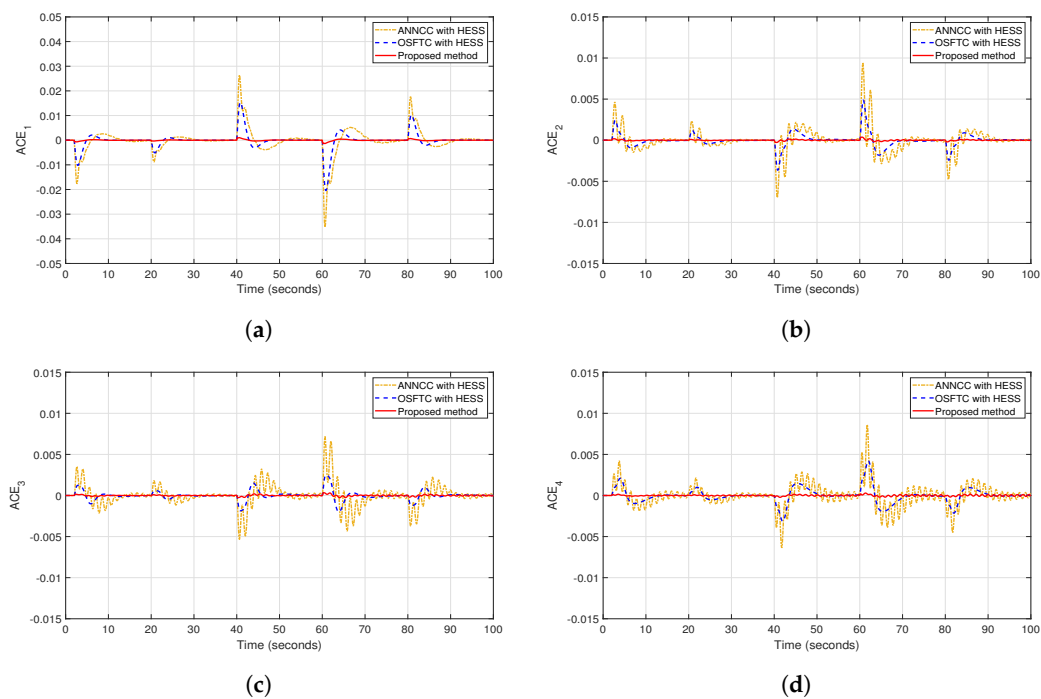 0.05
0.04
0.03
0.02
0.01
0
-0.01
-0.02
-0.03
-0.04
-0.05
ACE1
ANNCC with HESS
OSFTC with HESS
Proposed method
0 10 20 30 40 50 60 70 80 90 100
Time (seconds)
(a)
0.015
0.01
0.005
0
-0.005
-0.01
-0.015
ACE2
ANNCC with HESS
OSFTC with HESS
Proposed method
0 10 20 30 40 50 60 70 80 90 100
Time (seconds)
(b)
0.015
0.01
0.005
0
-0.005
-0.01
-0.015
ACE3
ANNCC with HESS
OSFTC with HESS
Proposed method
0 10 20 30 40 50 60 70 80 90 100
Time (seconds)
(c)
0.015
0.01
0.005
0
-0.005
-0.01
-0.015
ACE4
ANNCC with HESS
OSFTC with HESS
Proposed method
0 10 20 30 40 50 60 70 80 90 100
Time (seconds)
(d)